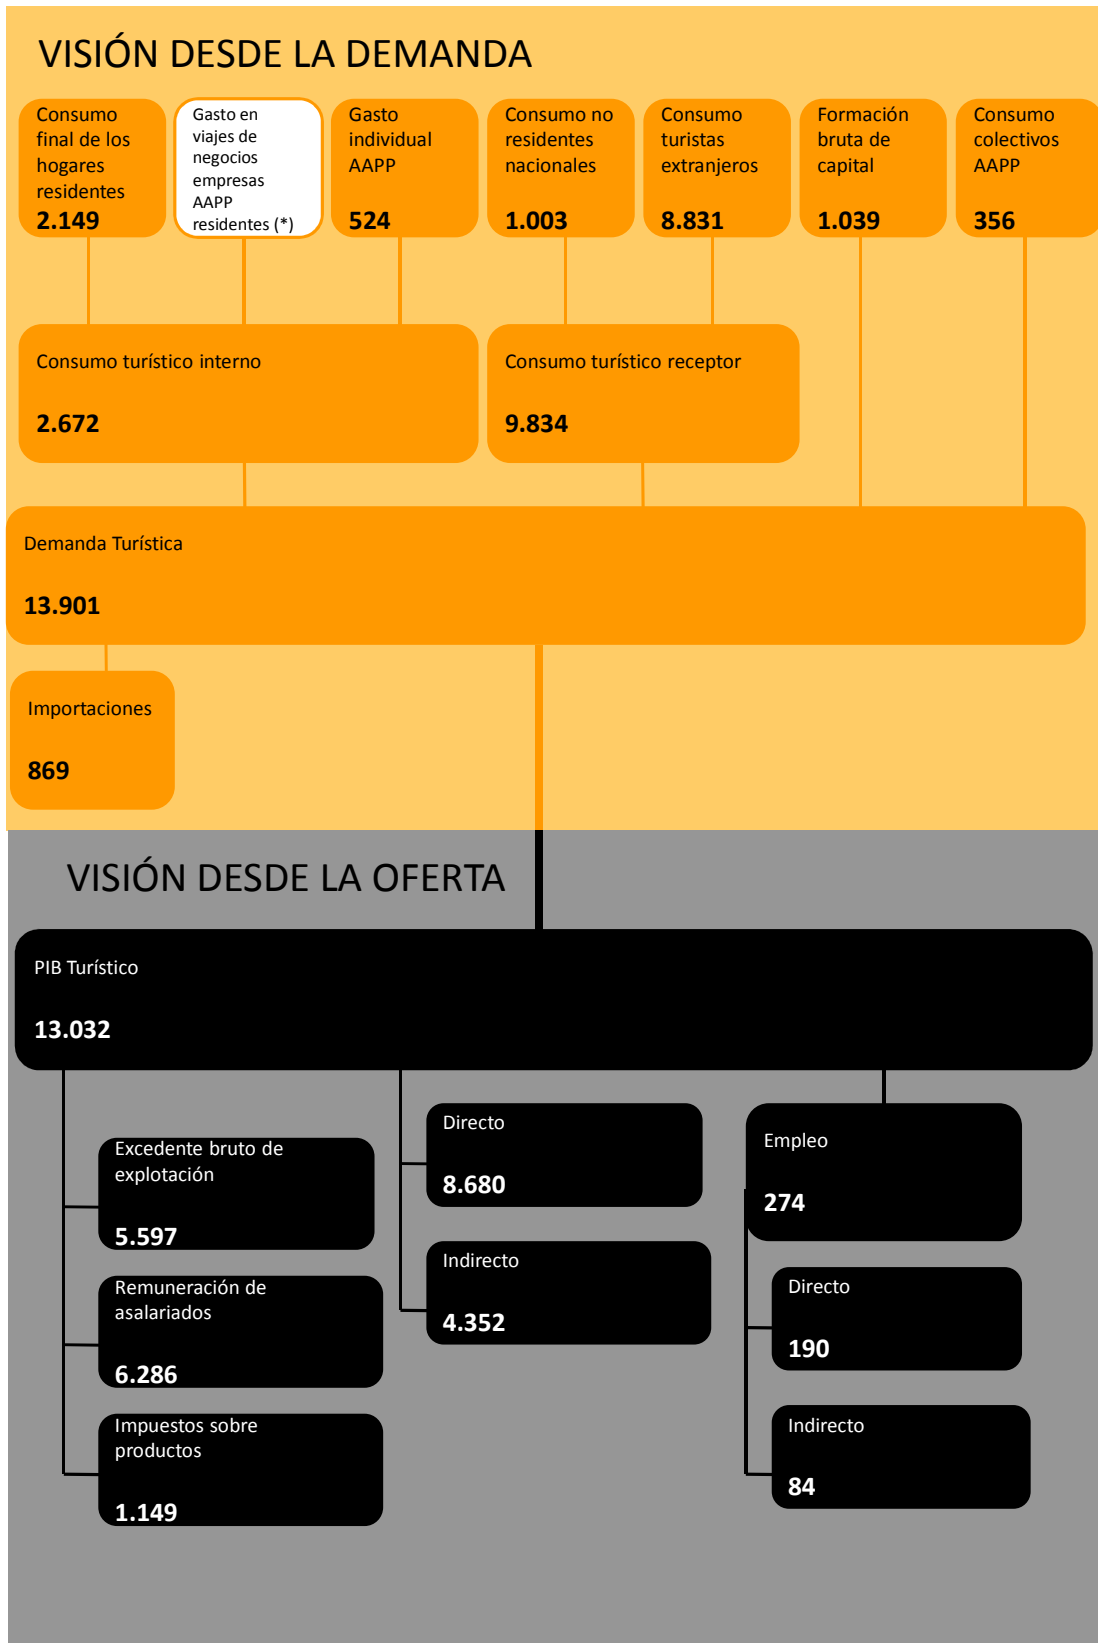 VISIÓN DESDE LA DEMANDA
Consumo
final de los
hogares
residentes
2.149
Gasto en
viajes de
negocios
empresas
AAPP
residentes (*)
Gasto
individual
AAPP
524
Consumo no
residentes
nacionales
1.003
Consumo
turistas
extranjeros
8.831
Formación
bruta de
capital
1.039
Consumo
colectivos
AAPP
356
Consumo turístico interno
2.672
Consumo turístico receptor
9.834
Demanda Turística
13.901
Importaciones
869
VISIÓN DESDE LA OFERTA
PIB Turístico
13.032
Excedente bruto de
explotación
5.597
Remuneración de
asalariados
6.286
Impuestos sobre
productos
1.149
Directo
8.680
Indirecto
4.352
Empleo
274
Directo
190
Indirecto
84